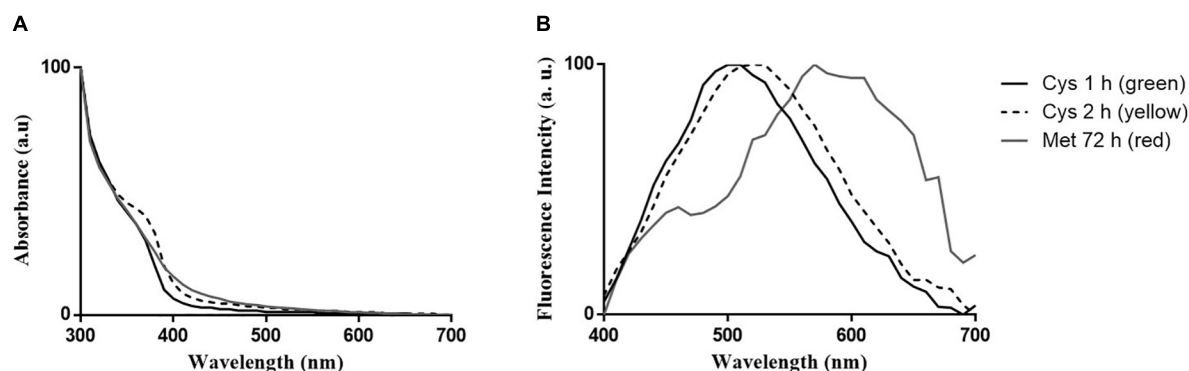 A
B
Absorbance (a.u)
100
0
300
400
500
600
700
Wavelength (nm)
Fluorescence Intencity (a. u.)
100
0
400
500
600
700
Wavelength (nm)
Cys 1 h (green)
Cys 2 h (yellow)
Met 72 h (red)